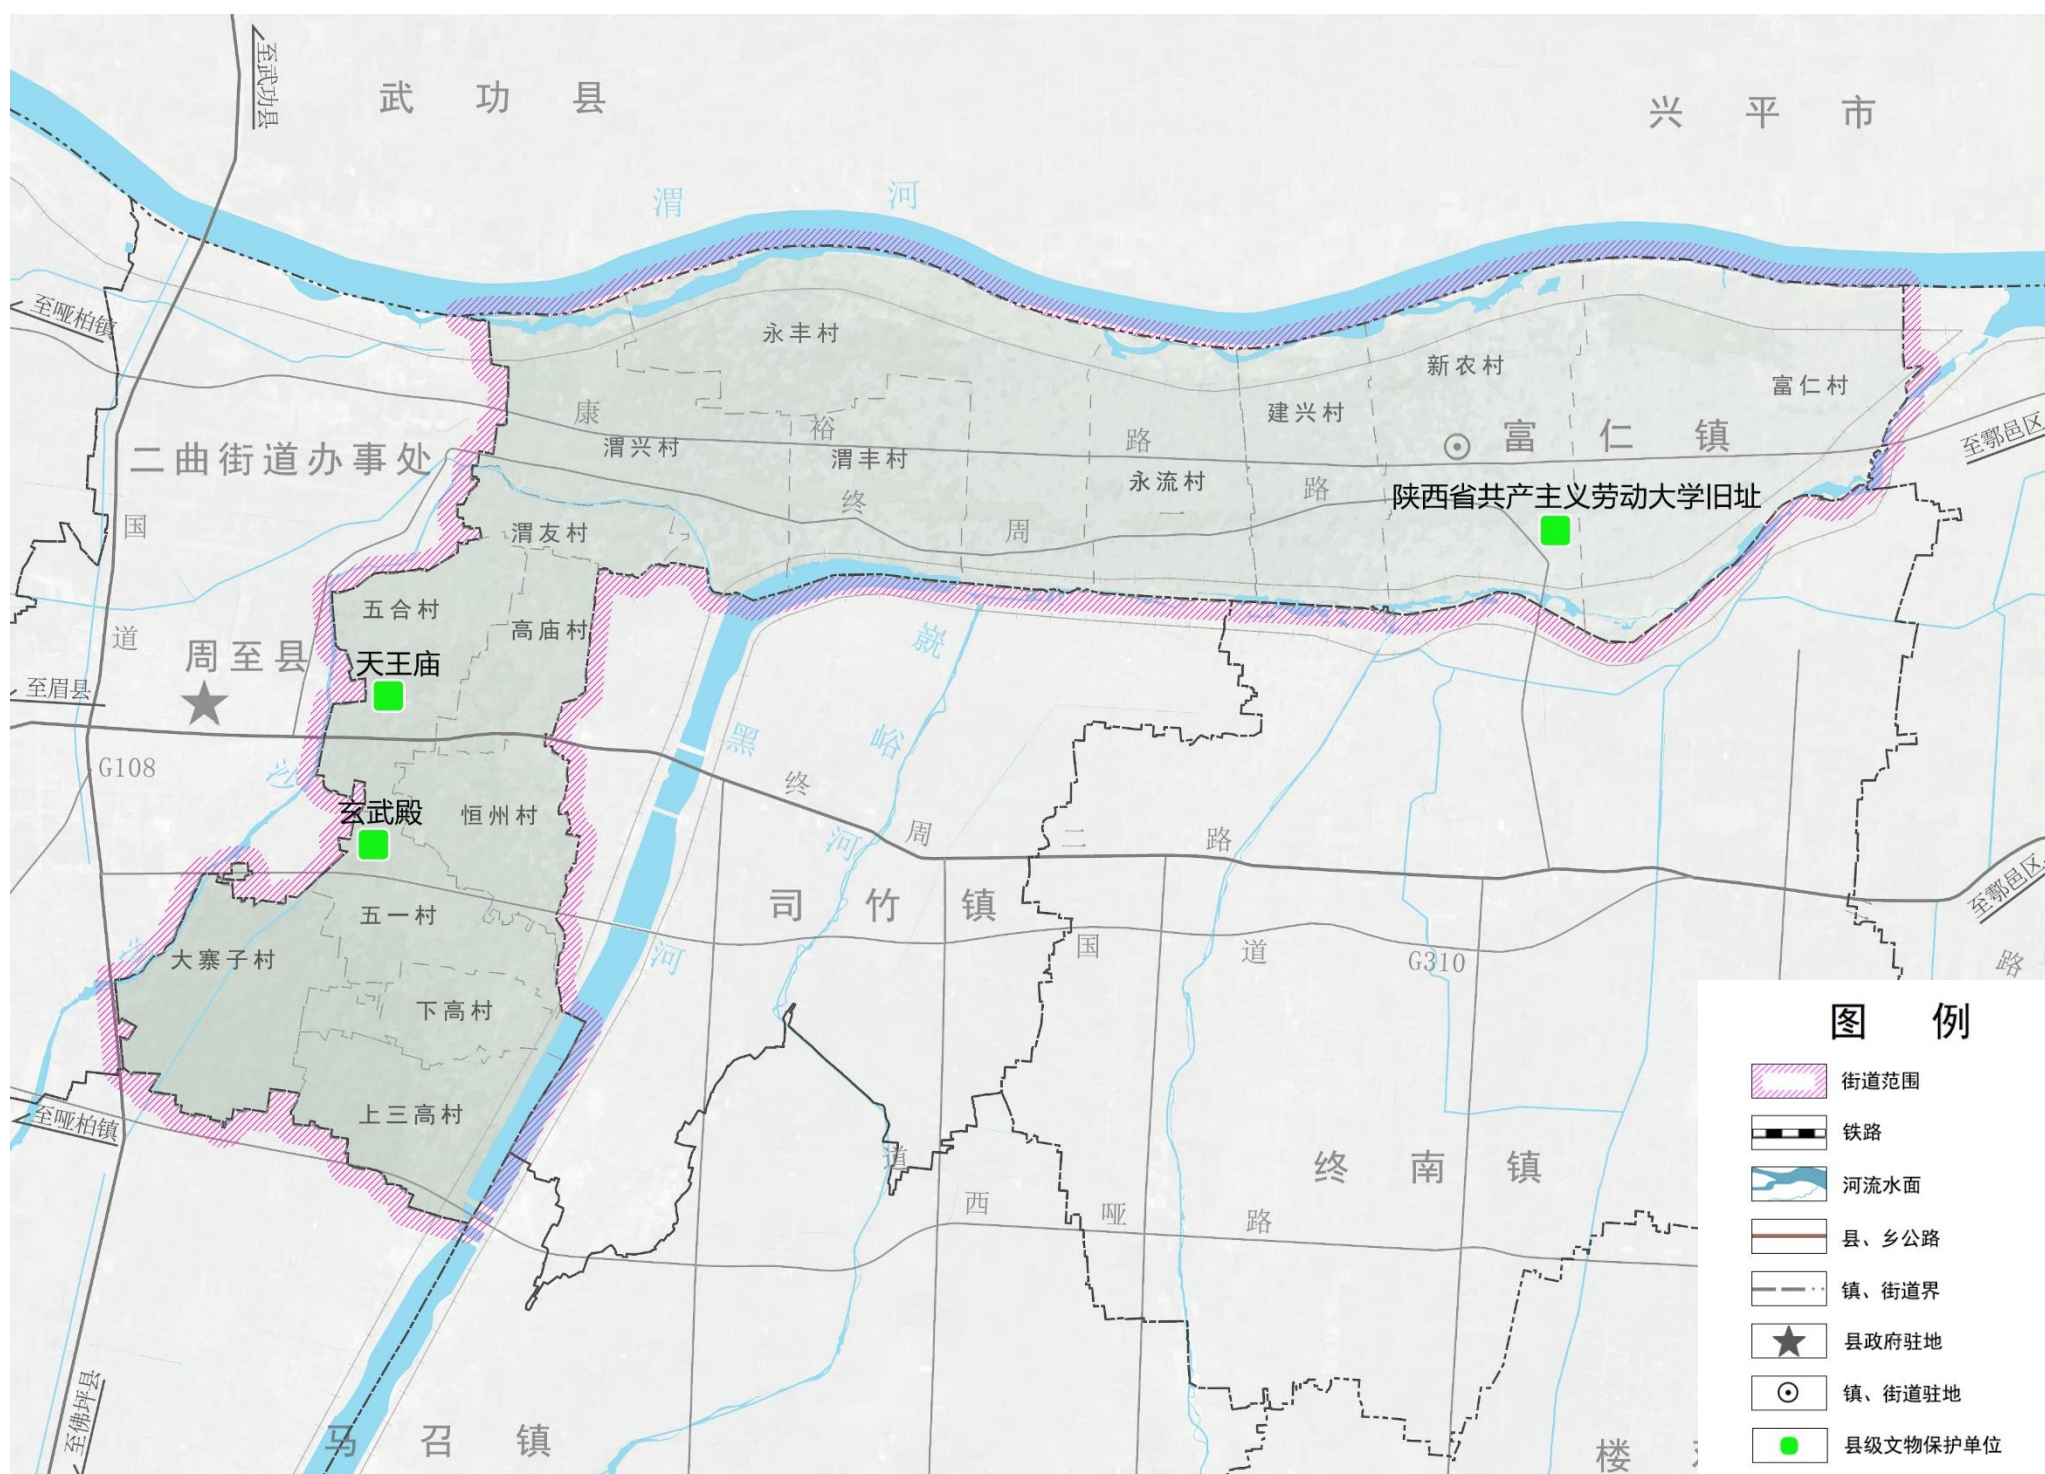 至武功县
武功县
兴平市
渭河
至哑柏镇
永丰村
新农村
富仁村
康裕路
建兴村
二曲街道办事处
渭兴村
渭丰村
富仁镇
至鄠邑区
永流村
终周一路
陕西省共产主义劳动大学旧址
国道
渭友村
五合村
高庙村
周至县
天王庙
至眉县
G108
沙
黑河
就峪河
终周二路
玄武殿
恒州村
五一村
司竹镇
至鄠邑区
大寨子村
国道
G310
路
下高村
上三高村
至哑柏镇
道
西哑路
终南镇
至佛坪县
马召镇
楼
图例
街道范围
铁路
河流水面
县、乡公路
镇、街道界
县政府驻地
镇、街道驻地
县级文物保护单位